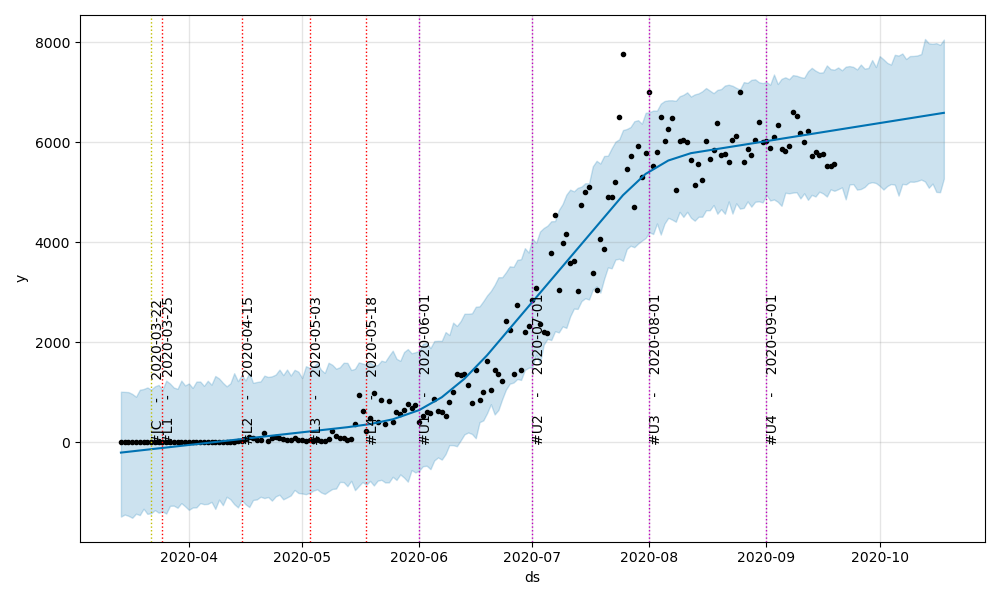 8000
6000
4000
2000
0
y
#JC - 2020-03-22
#L1 - 2020-03-25
#L2 - 2020-04-15
#L3 - 2020-05-03
#L4 - 2020-05-18
#U1 - 2020-06-01
#U2 - 2020-07-01
#U3 - 2020-08-01
#U4 - 2020-09-01
2020-04
2020-05
2020-06
2020-07
2020-08
2020-09
2020-10
ds